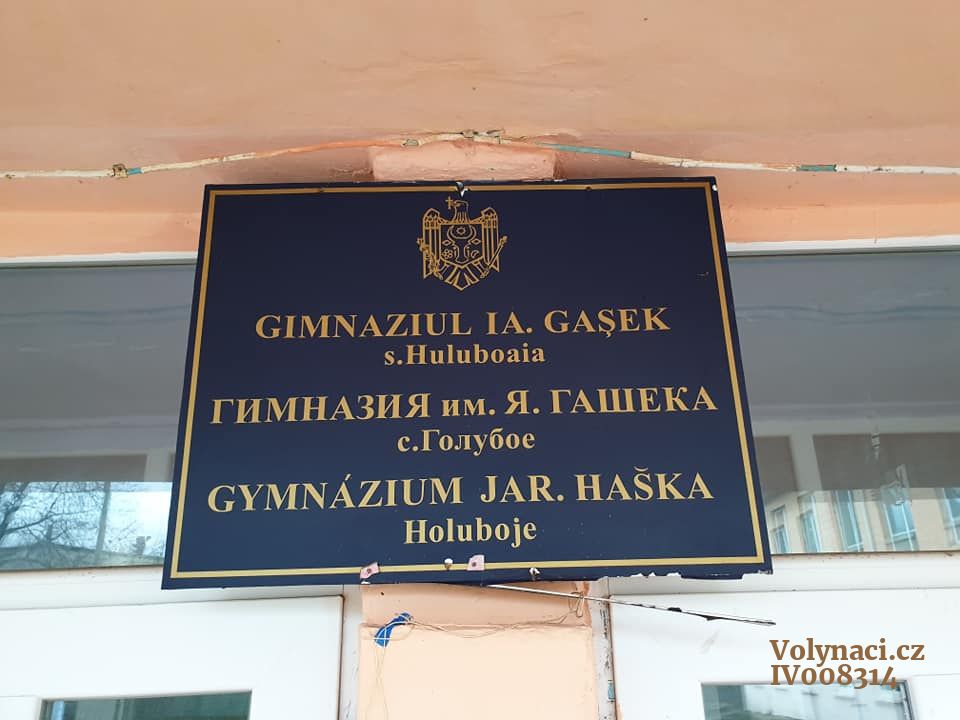 GIMNAZIUL IA. GAŞEK
s.Huluboaia
ГИМНАЗИЯ им. Я. ГАШЕКА
с.Голубое
GYMNÁZIUM JAR. HAŠKA
Holuboje
Volynaci.cz
IV008314